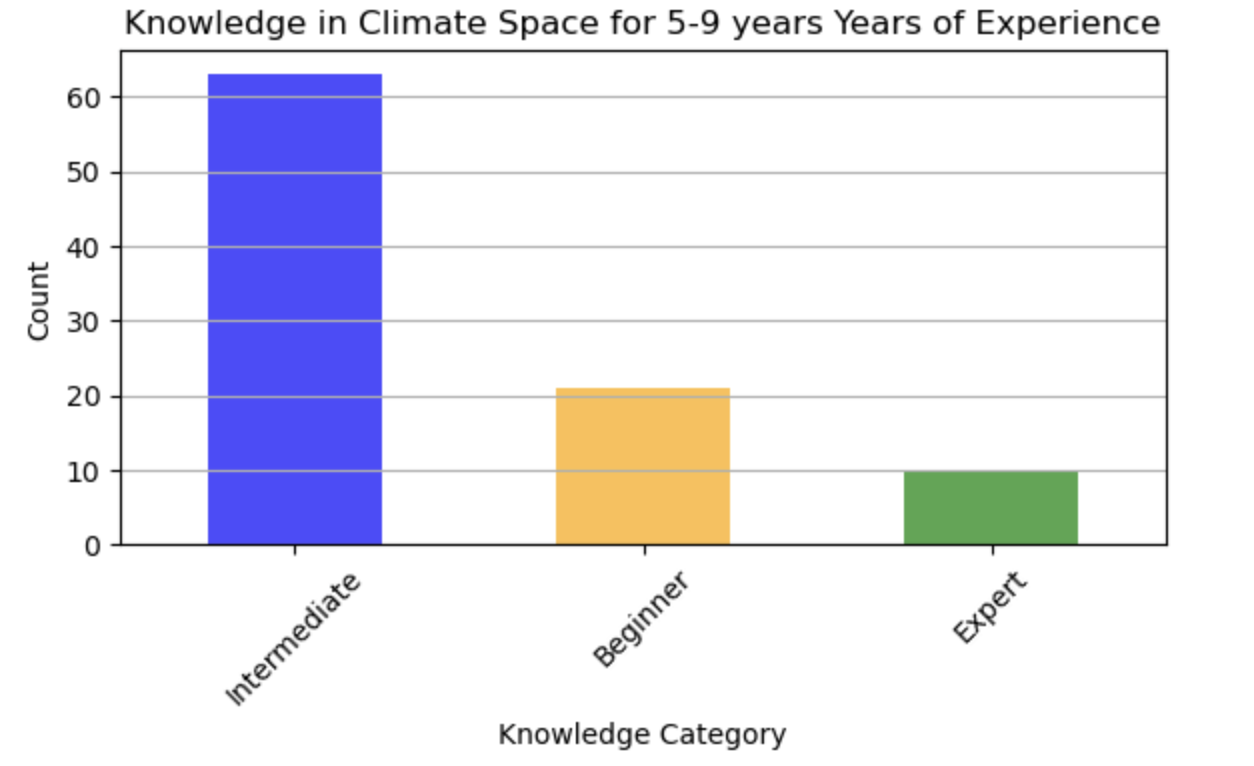 Knowledge in Climate Space for 5-9 years Years of Experience
Count
60
50
40
30
20
10
0
Intermediate
Beginner
Expert
Knowledge Category